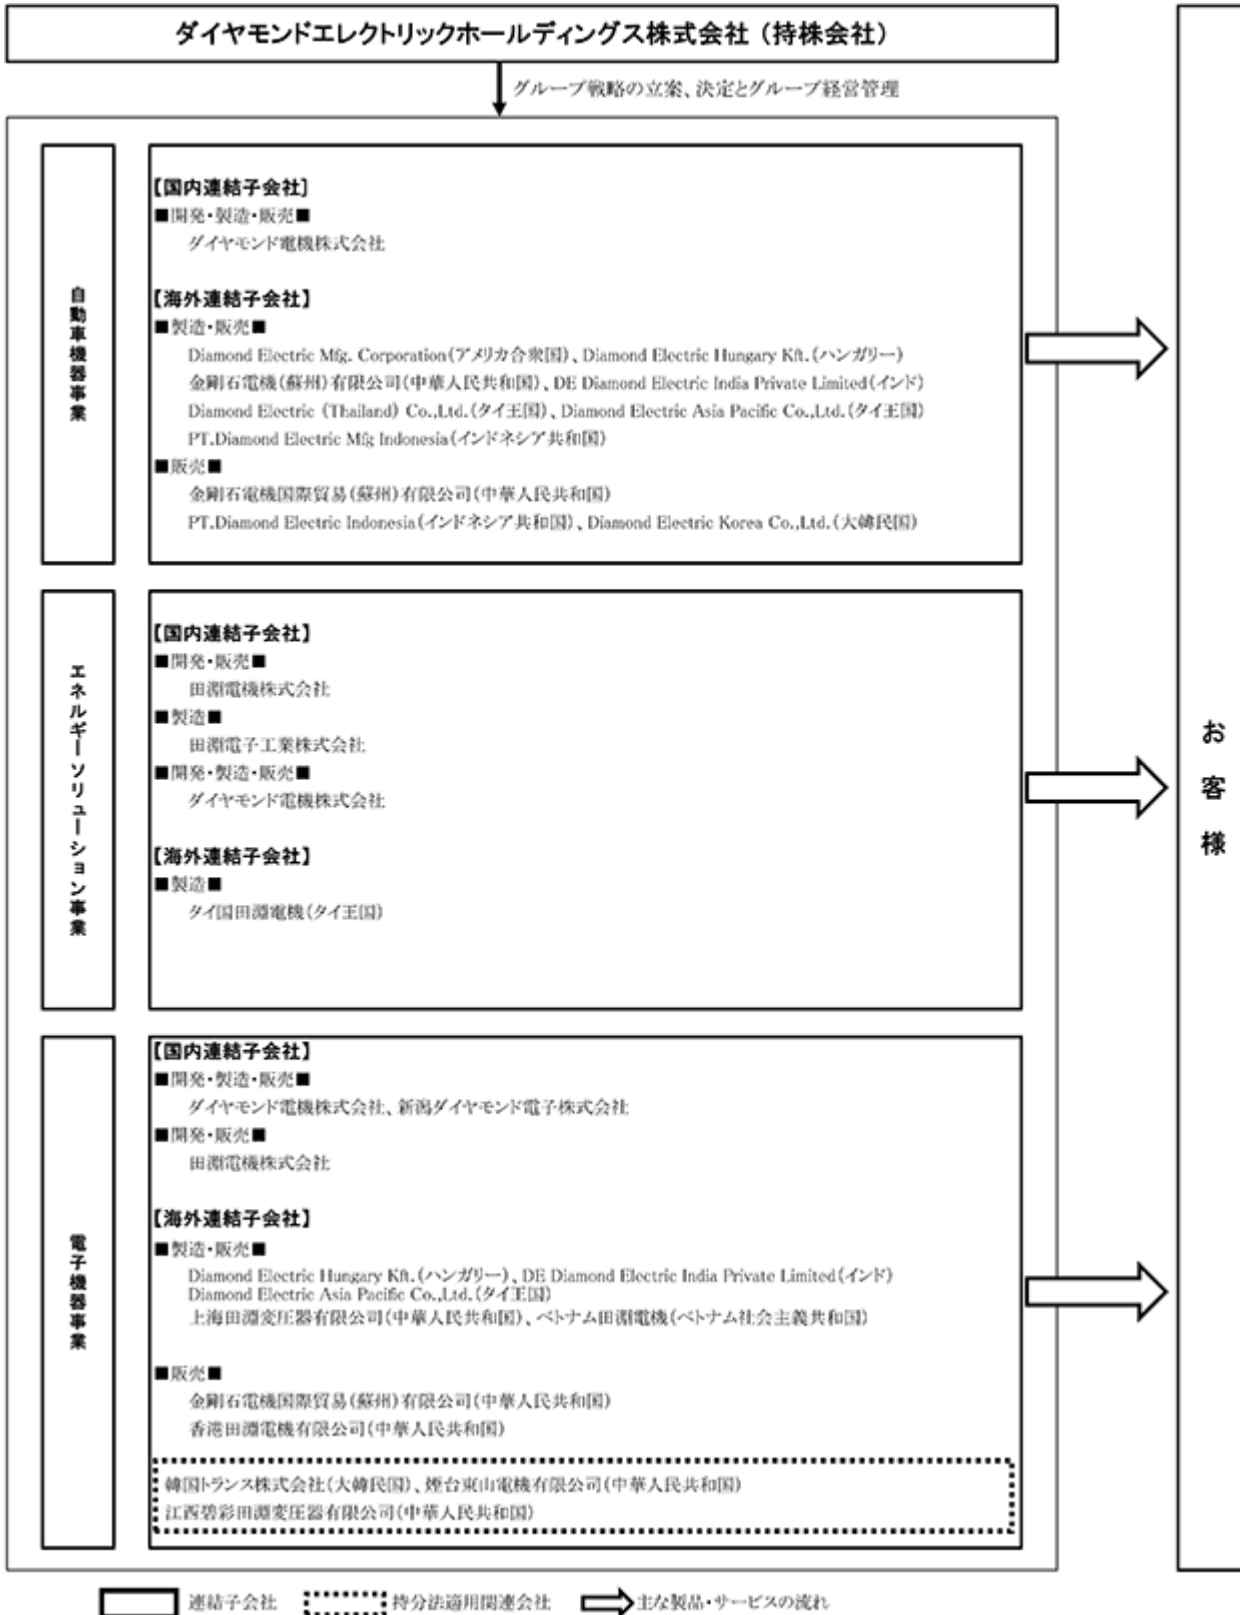 ダイヤモンドエレクトリックホールディングス株式会社（持株会社）
グループ戦略の立案、決定とグループ経営管理
自動車機器事業
【国内連結子会社】
■開発・製造・販売■
ダイヤモンド電機株式会社
【海外連結子会社】
■製造・販売■
Diamond Electric Mfg. Corporation（アメリカ合衆国）、Diamond Electric Hungary Kft.（ハンガリー）
金剛石電機（蘇州）有限公司（中華人民共和国）、DE Diamond Electric India Private Limited（インド）
Diamond Electric (Thailand) Co.,Ltd.（タイ王国）、Diamond Electric Asia Pacific Co.,Ltd.（タイ王国）
PT.Diamond Electric Mfg Indonesia（インドネシア共和国）
■販売■
金剛石電機国際貿易（蘇州）有限公司（中華人民共和国）
PT.Diamond Electric Indonesia（インドネシア共和国）、Diamond Electric Korea Co.,Ltd.（大韓民国）
エネルギーソリューション事業
【国内連結子会社】
■開発・販売■
田淵電機株式会社
■製造■
田淵電子工業株式会社
■開発・製造・販売■
ダイヤモンド電機株式会社
【海外連結子会社】
■製造■
タイ国田淵電機（タイ王国）
電子機器事業
【国内連結子会社】
■開発・製造・販売■
ダイヤモンド電機株式会社、新潟ダイヤモンド電子株式会社
■開発・販売■
田淵電機株式会社
【海外連結子会社】
■製造・販売■
Diamond Electric Hungary Kft.（ハンガリー）、DE Diamond Electric India Private Limited（インド）
Diamond Electric Asia Pacific Co.,Ltd.（タイ王国）
上海田淵変圧器有限公司（中華人民共和国）、ベトナム田淵電機（ベトナム社会主義共和国）
■販売■
金剛石電機国際貿易（蘇州）有限公司（中華人民共和国）
香港田淵電機有限公司（中華人民共和国）
韓国トランス株式会社（大韓民国）、煙台東山電機有限公司（中華人民共和国）
江西碧彩田淵変圧器有限公司（中華人民共和国）
お客様
連結子会社
持分法適用関連会社
主な製品・サービスの流れ